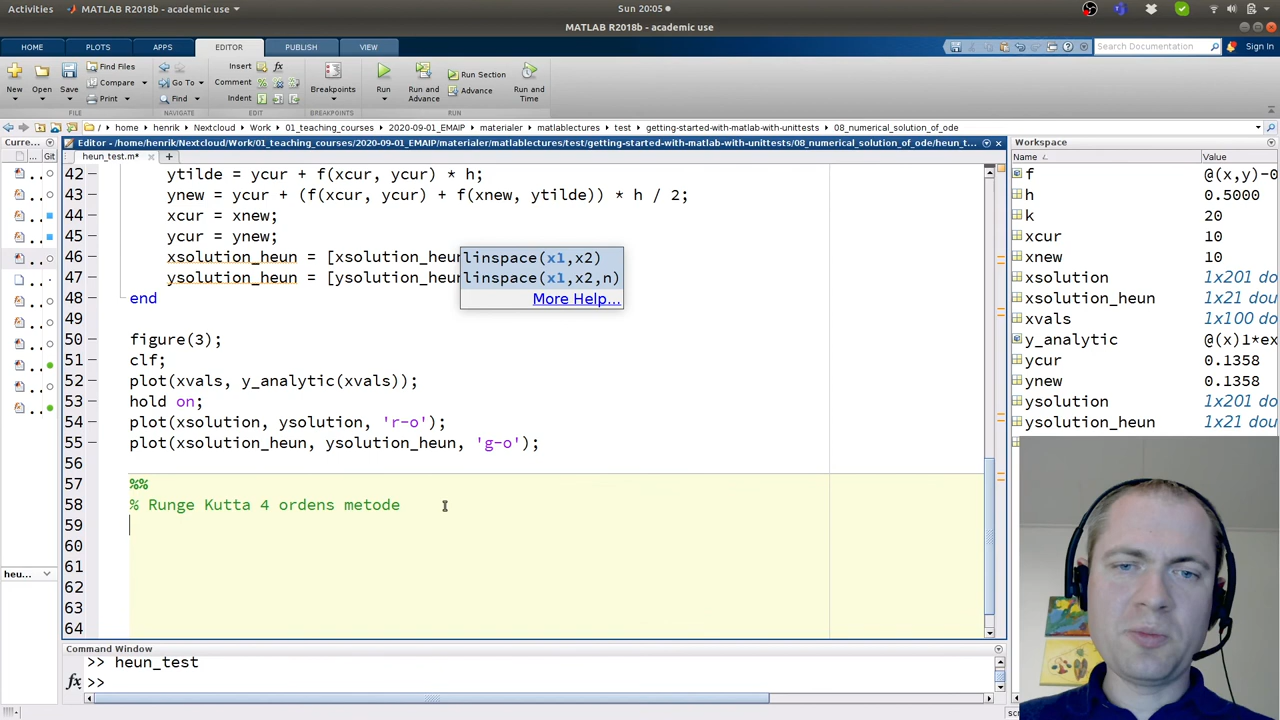 Activities MATLAB R2018b - academic use Sun 20:05
MATLAB R2018b - academic use
HOME PLOTS APPS EDITOR PUBLISH VIEW Search Documentation Sign In
New Open Save Find Files Compare Print Go To Find Insert Comment Indent Breakpoints Run Run and Advance Run Section Advance Run and Time
FILE NAVIGATE EDIT BREAKPOINTS RUN
/ home henrik Nextcloud Work 01_teaching_courses 2020-09-01_EMAIP materialer matlablectures test getting-started-with-matlab-with-unittests 08_numerical_solution_of_ode
Curre... Editor - /home/henrik/Nextcloud/Work/01_teaching_courses/2020-09-01_EMAIP/materialer/matlablectures/test/getting-started-with-matlab-with-unittests/08_numerical_solution_of_ode/heun_t... Workspace
... Git heun_test.m* + Name Value
42 ytilde = ycur + f(xcur, ycur) * h;
43 ynew = ycur + (f(xcur, ycur) + f(xnew, ytilde)) * h / 2;
44 xcur = xnew;
45 ycur = ynew;
46 xsolution_heun = [xsolution_heun
47 ysolution_heun = [ysolution_heun
48 end
49
50 figure(3);
51 clf;
52 plot(xvals, y_analytic(xvals));
53 hold on;
54 plot(xsolution, ysolution, 'r-o');
55 plot(xsolution_heun, ysolution_heun, 'g-o');
56
57 %%
58 % Runge Kutta 4 ordens metode
59
60
61
62
63
64
linspace(x1,x2)
linspace(x1,x2,n)
More Help...
f @(x,y)-0
h 0.5000
k 20
xcur 10
xnew 10
xsolution 1x201 dou
xsolution_heun 1x21 dou
xvals 1x100 dou
y_analytic @(x)1*ex
ycur 0.1358
ynew 0.1358
ysolution 1x201 dou
ysolution_heun 1x21 dou
heu...
Command Window
>> heun_test
fx >>